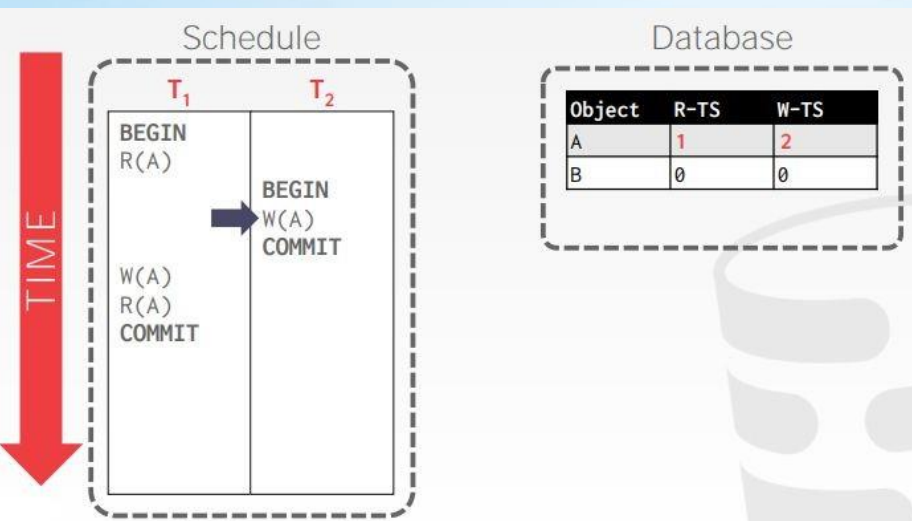 Schedule
Database
TIME
T1 T2
BEGIN
R(A)
BEGIN
W(A)
COMMIT
W(A)
R(A)
COMMIT
Object R-TS W-TS
A 1 2
B 0 0